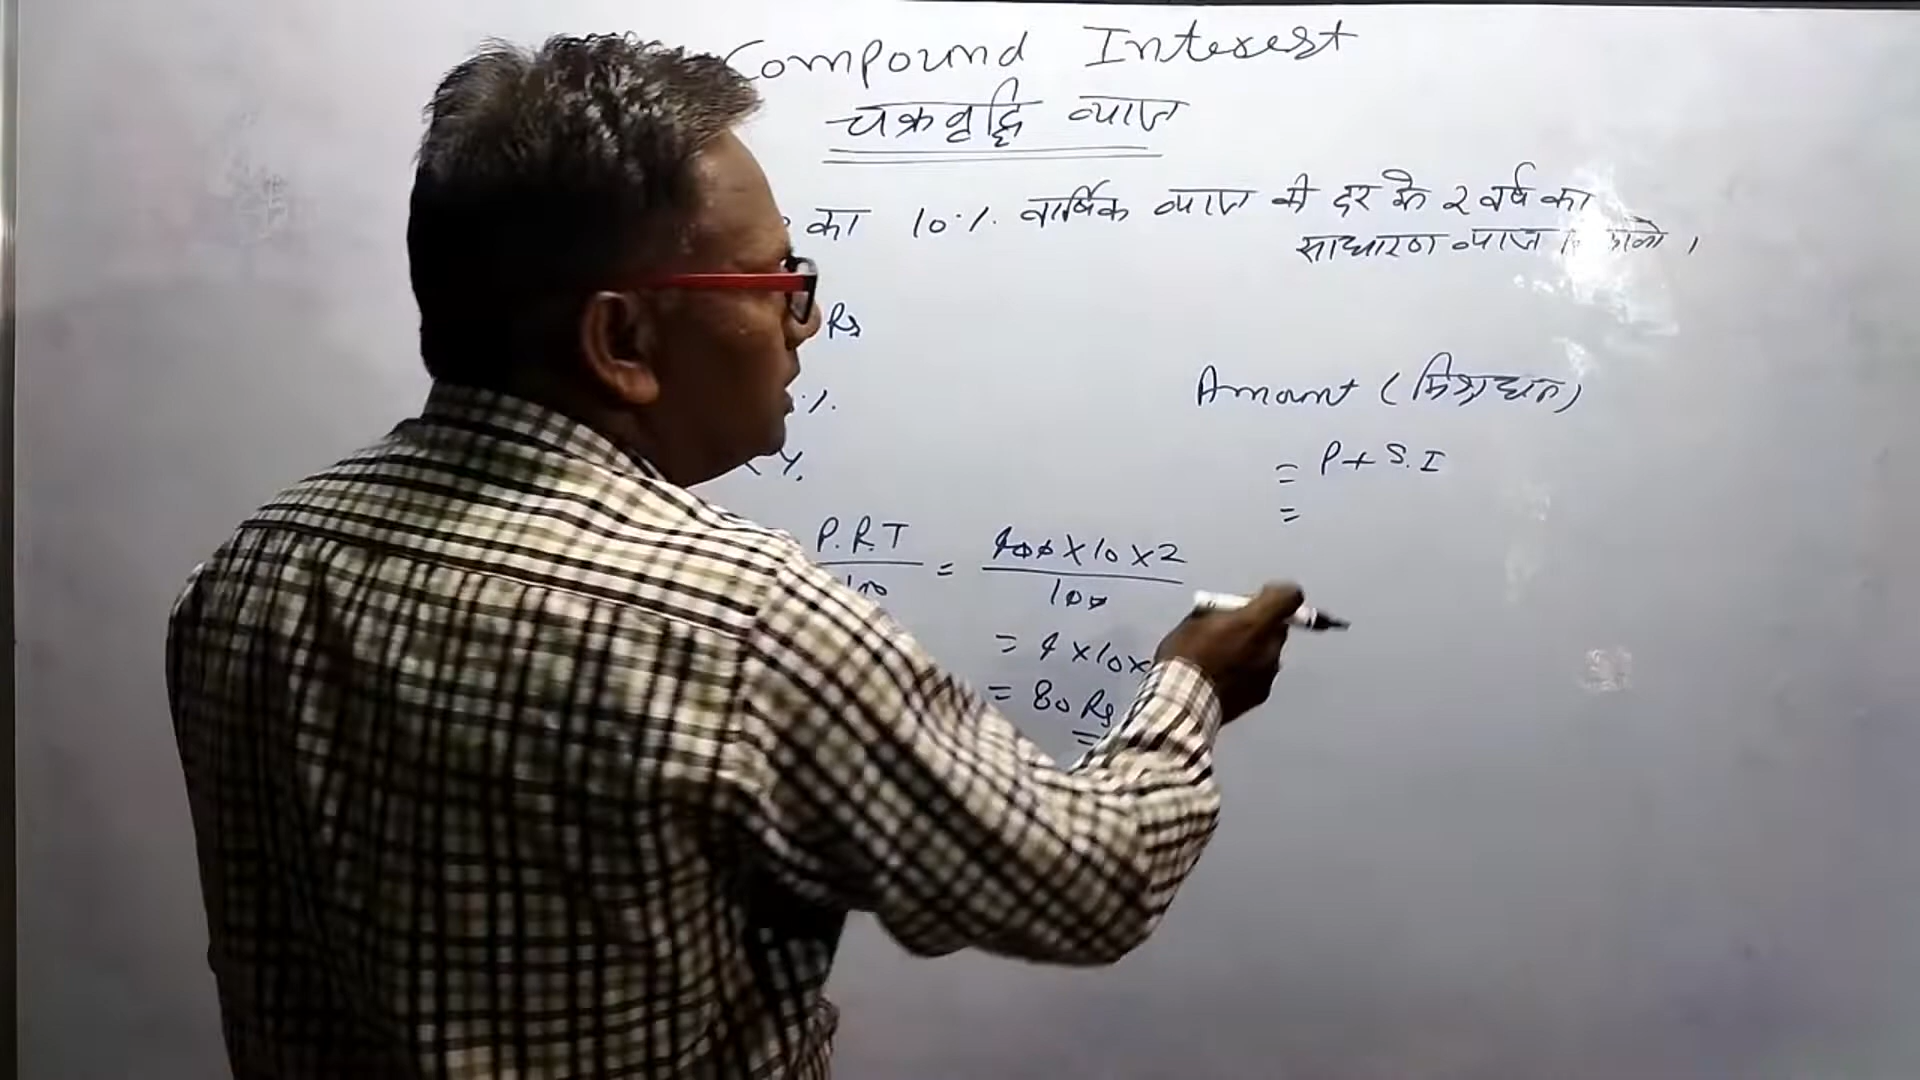 Compound Interest
चक्रवृद्धि ब्याज
का 10% वार्षिक ब्याज की दर से 2 वर्ष का
साधारण ब्याज
Rs
%
Y.
Amount (मिश्रधन)
= P + S.I
=
P.R.T / 100 = 400 X 10 X 2 / 100
= 4 x 10 x
= 80 Rs